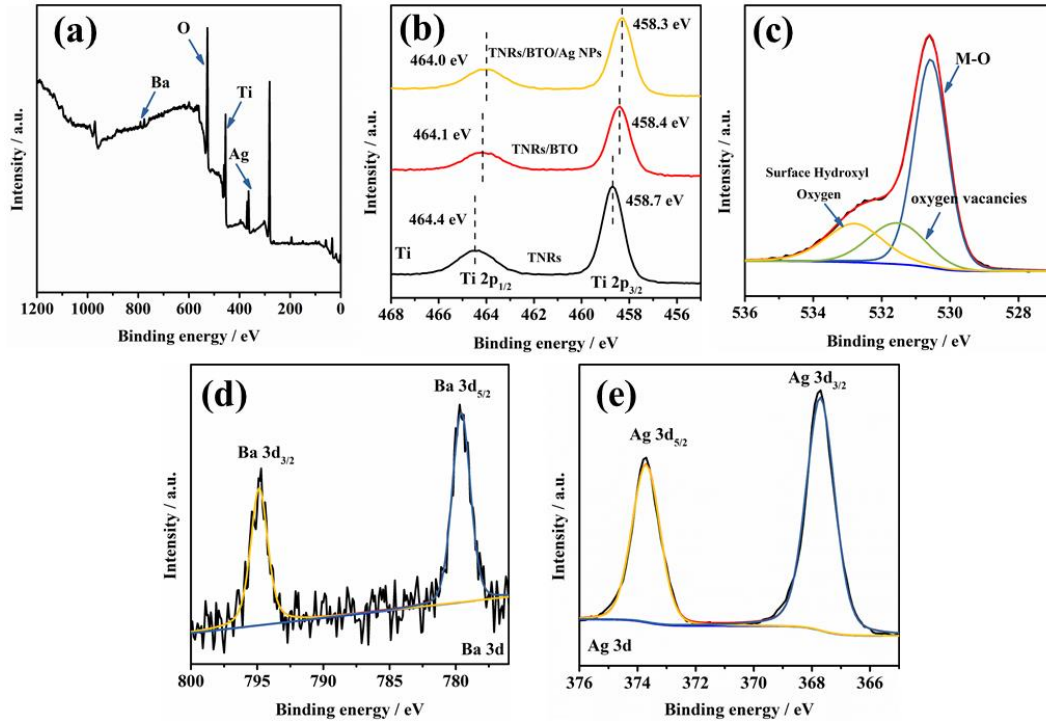 (a)
O
Ba
Ti
Ag
Intensity / a.u.
1200 1000 800 600 400 200 0
Binding energy / eV
(b)
458.3 eV
464.0 eV
TNRs/BTO/Ag NPs
464.1 eV
458.4 eV
TNRs/BTO
458.7 eV
464.4 eV
Ti
TNRs
Ti 2p1/2
Ti 2p3/2
Intensity / a.u.
468 466 464 462 460 458 456
Binding energy / eV
(c)
M-O
Surface Hydroxyl
Oxygen
oxygen vacancies
Intensity / a.u.
536 534 532 530 528
Binding energy / eV
(d)
Ba 3d5/2
Ba 3d3/2
Ba 3d
Intensity / a.u.
800 795 790 785 780
Binding energy / eV
(e)
Ag 3d3/2
Ag 3d5/2
Ag 3d
Intensity / a.u.
376 374 372 370 368 366
Binding energy / eV